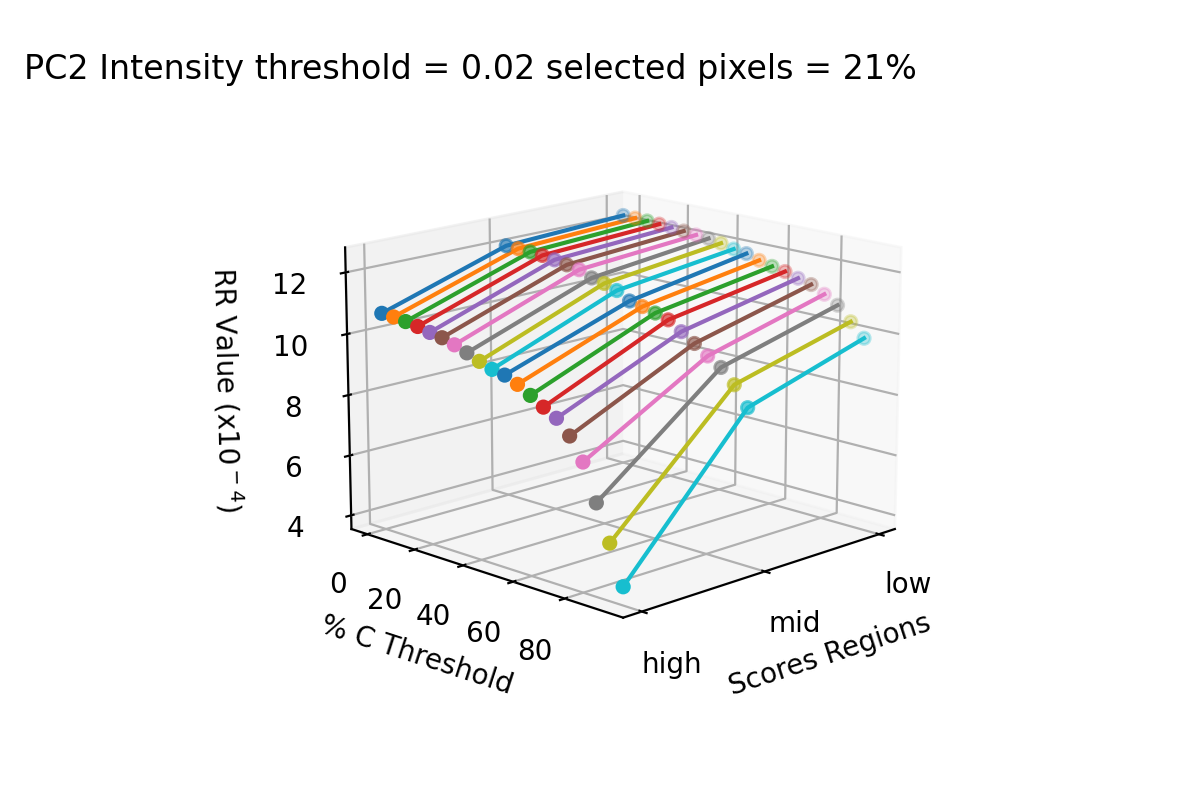 PC2 Intensity threshold = 0.02 selected pixels = 21%
RR Value (x10⁻⁴)
12
10
8
6
4
0
20
40
60
80
% C Threshold
high
mid
low
Scores Regions